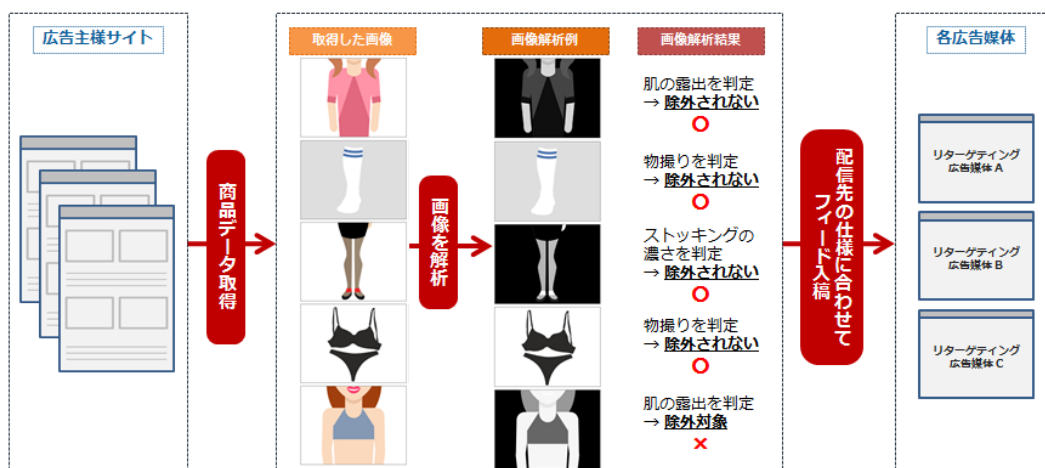 広告主様サイト
商品データ取得
取得した画像
画像を解析
画像解析例
画像解析結果
肌の露出を判定
→ 除外されない
○
物撮りを判定
→ 除外されない
○
ストッキングの
濃さを判定
→ 除外されない
○
物撮りを判定
→ 除外されない
○
肌の露出を判定
→ 除外対象
×
配信先の仕様に合わせて
フィード入稿
各広告媒体
リターゲティング
広告媒体 A
リターゲティング
広告媒体 B
リターゲティング
広告媒体 C